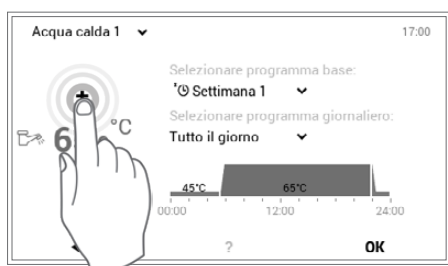 Acqua calda 1
17:00
Selezionare programma base:
Settimana 1
Selezionare programma giornaliero:
Tutto il giorno
+
6
°C
45°C 65°C
00:00 12:00 24:00
? OK